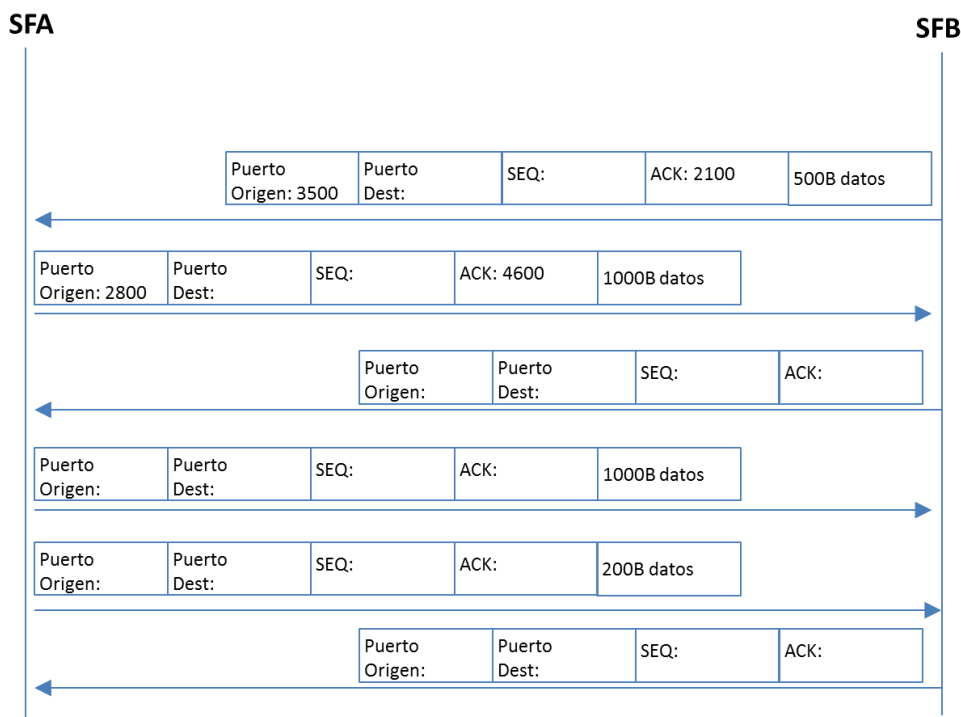 SFA
SFB
Puerto
Origen: 3500
Puerto
Dest:
SEQ:
ACK: 2100
500B datos
Puerto
Origen: 2800
Puerto
Dest:
SEQ:
ACK: 4600
1000B datos
Puerto
Origen:
Puerto
Dest:
SEQ:
ACK:
Puerto
Origen:
Puerto
Dest:
SEQ:
ACK:
1000B datos
Puerto
Origen:
Puerto
Dest:
SEQ:
ACK:
200B datos
Puerto
Origen:
Puerto
Dest:
SEQ:
ACK: